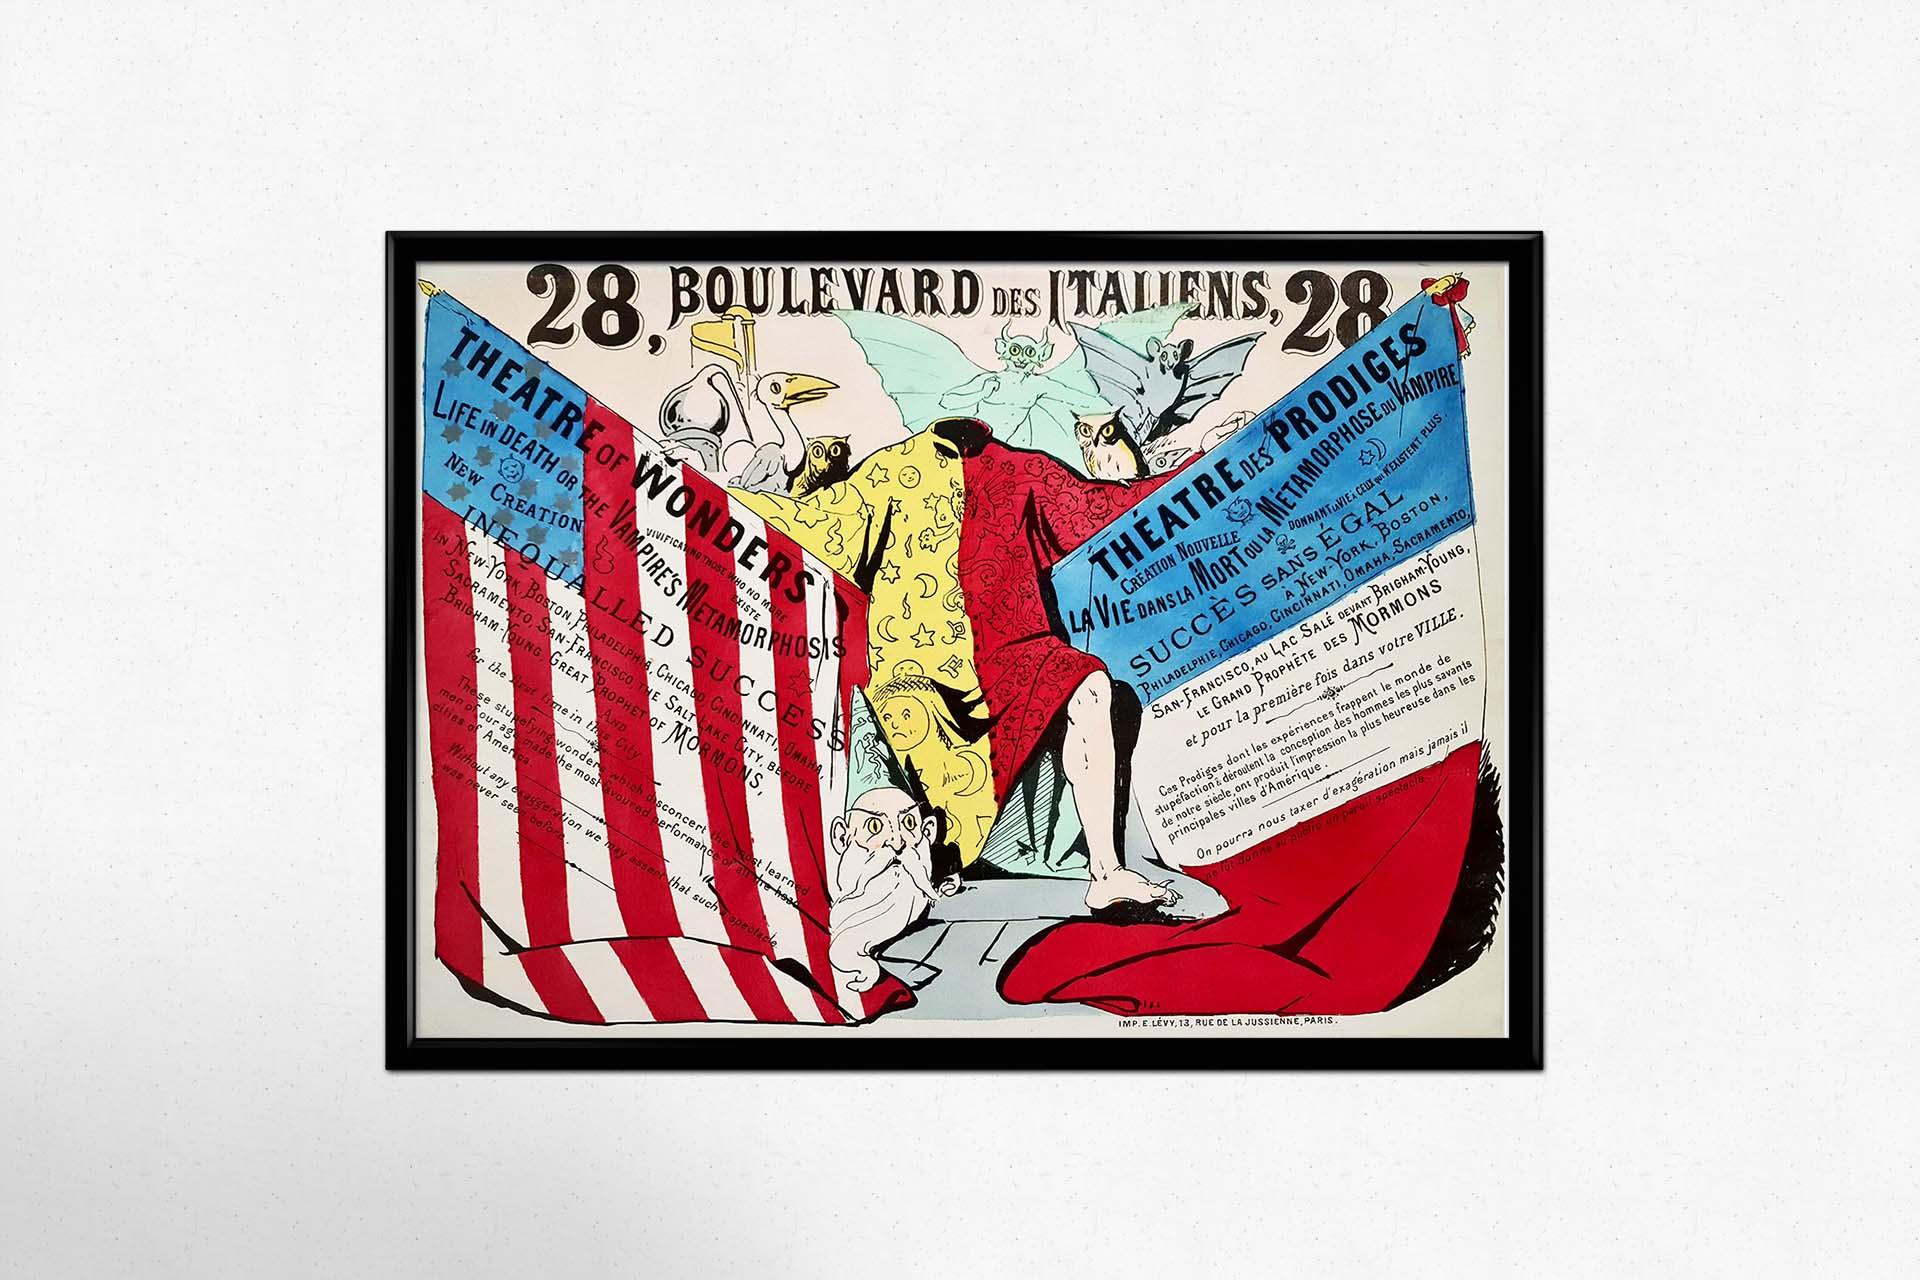 28, BOULEVARD DES ITALIENS, 28
THEATRE OF WONDERS
LIFE IN DEATH OR THE VAMPIRE'S METAMORPHOSIS
NEW CREATION
VIVIFICATING THOSE WHO NO MORE
EXISTE
INEQUALLED SUCCESS
IN NEW-YORK, BOSTON, PHILADELPHIA, CHICAGO, CINCINNATI, OMAHA,
SACRAMENTO, SAN-FRANCISCO, THE SALT LAKE CITY, BEFORE
BRIGHAM YOUNG, GREAT PROPHET OF MORMONS,
AND
for the first time in this City
These stupefying wonders which disconcert the most learned
men of our age, made the most favoured performance of all the head
cities of America.
Without any exaggeration we may assert that such a spectacle
was never seen before.
THÉATRE DES PRODIGES
CRÉATION NOUVELLE
LA VIE DANS LA MORT OU LA MÉTAMORPHOSE DU VAMPIRE
DONNANT LA VIE A CEUX QUI N'EXISTENT PLUS.
SUCCÈS SANS ÉGAL
À NEW-YORK, BOSTON,
PHILADELPHIE, CHICAGO, CINCINNATI, OMAHA, SACRAMENTO,
SAN-FRANCISCO, AU LAC SALÉ DEVANT BRIGHAM-YOUNG,
LE GRAND PROPHÊTE DES MORMONS
et pour la première fois dans votre VILLE.
Ces Prodiges dont les expériences frappent le monde de
stupéfaction & déroutent la conception des hommes les plus savants
de notre siècle, ont produit l'impression la plus heureuse dans les
principales villes d'Amérique.
On pourra nous taxer d'exagération mais jamais il
ne fut donné au public un pareil spectacle.
IMP. E. LÉVY, 13, RUE DE LA JUSSIENNE, PARIS.